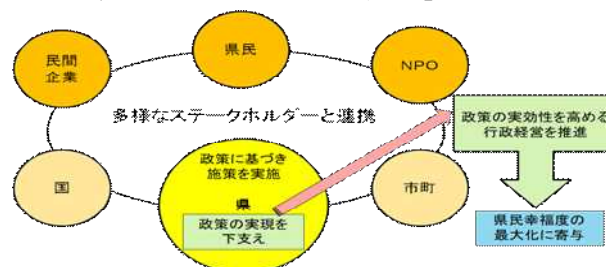 県民
民間
企業
NPO
多様なステークホルダーと連携
政策の実効性を高める
行政経営を推進
政策に基づき
施策を実施
国
県
市町
政策の実現を
下支え
県民幸福度の
最大化に寄与